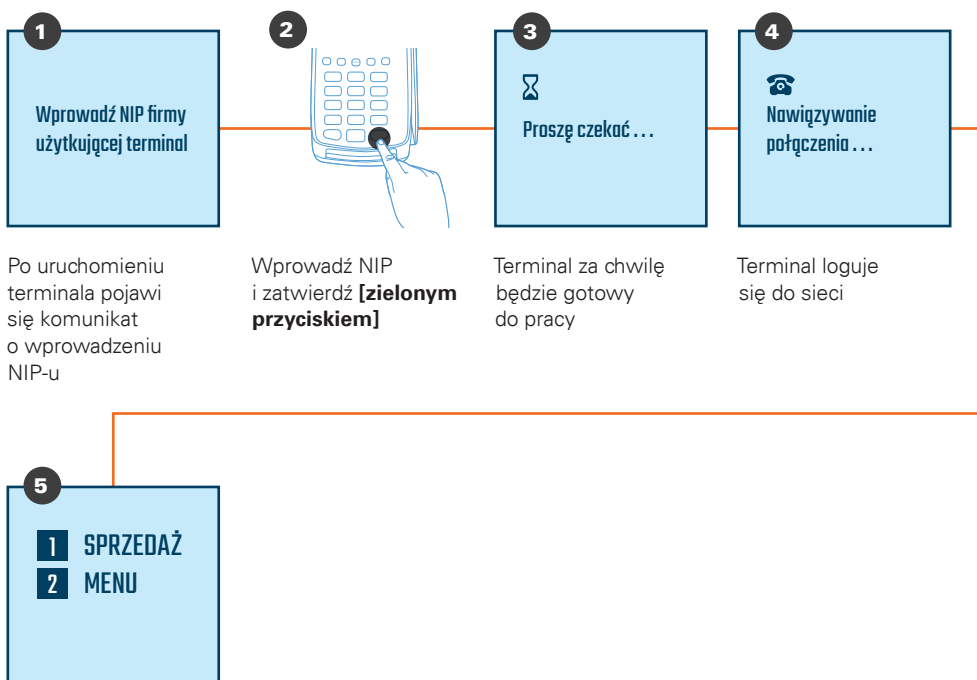 1
Wprowadź NIP firmy
użytkującej terminal
Po uruchomieniu
terminala pojawi
się komunikat
o wprowadzeniu
NIP-u
2
Wprowadź NIP
i zatwierdź [zielonym
przyciskiem]
3
Proszę czekać ...
Terminal za chwilę
będzie gotowy
do pracy
4
Nawiązywanie
połączenia ...
Terminal loguje
się do sieci
5
1 SPRZEDAŻ
2 MENU